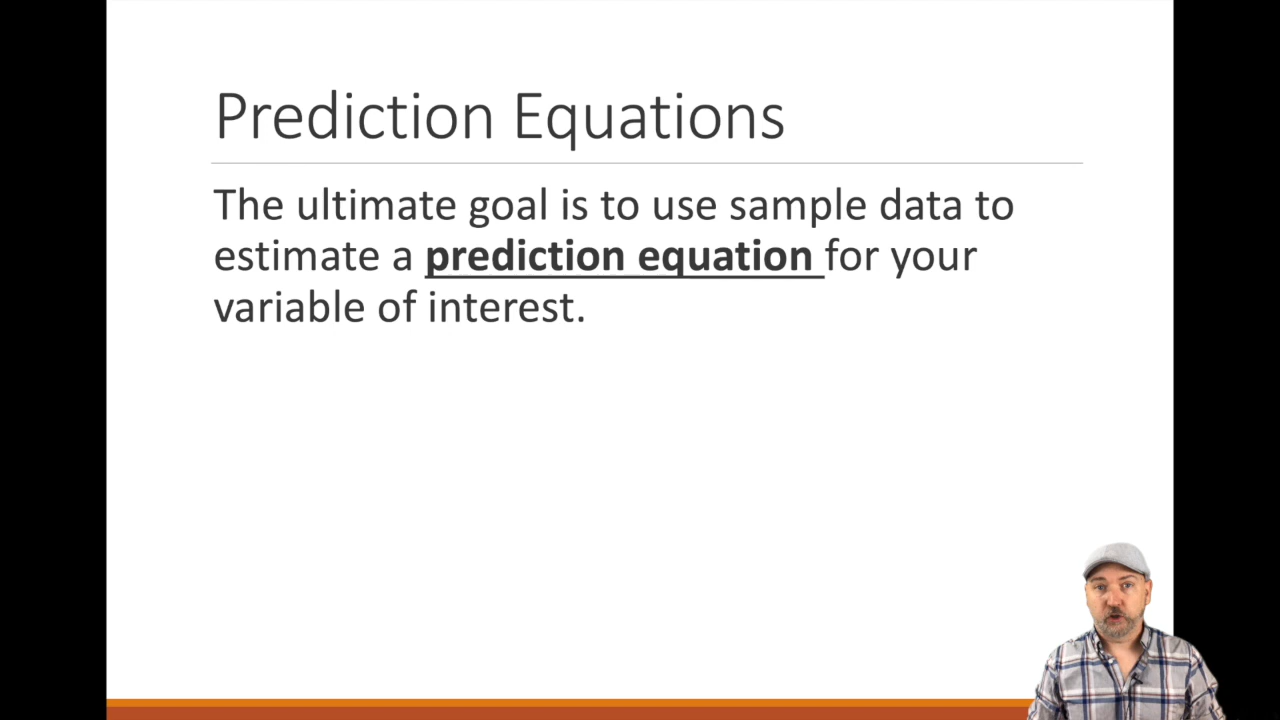 Prediction Equations
The ultimate goal is to use sample data to
estimate a prediction equation for your
variable of interest.